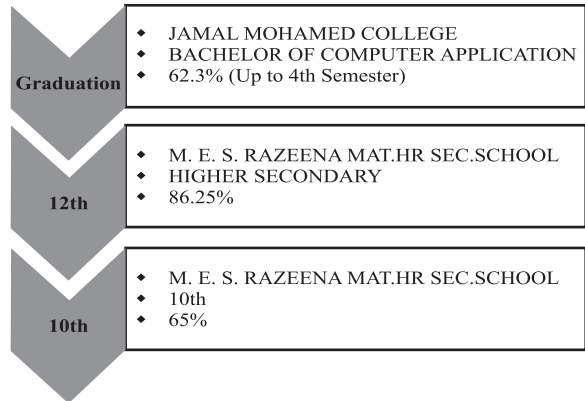 Graduation
JAMAL MOHAMED COLLEGE
BACHELOR OF COMPUTER APPLICATION
62.3% (Up to 4th Semester)
12th
M. E. S. RAZEENA MAT.HR SEC.SCHOOL
HIGHER SECONDARY
86.25%
10th
M. E. S. RAZEENA MAT.HR SEC.SCHOOL
10th
65%